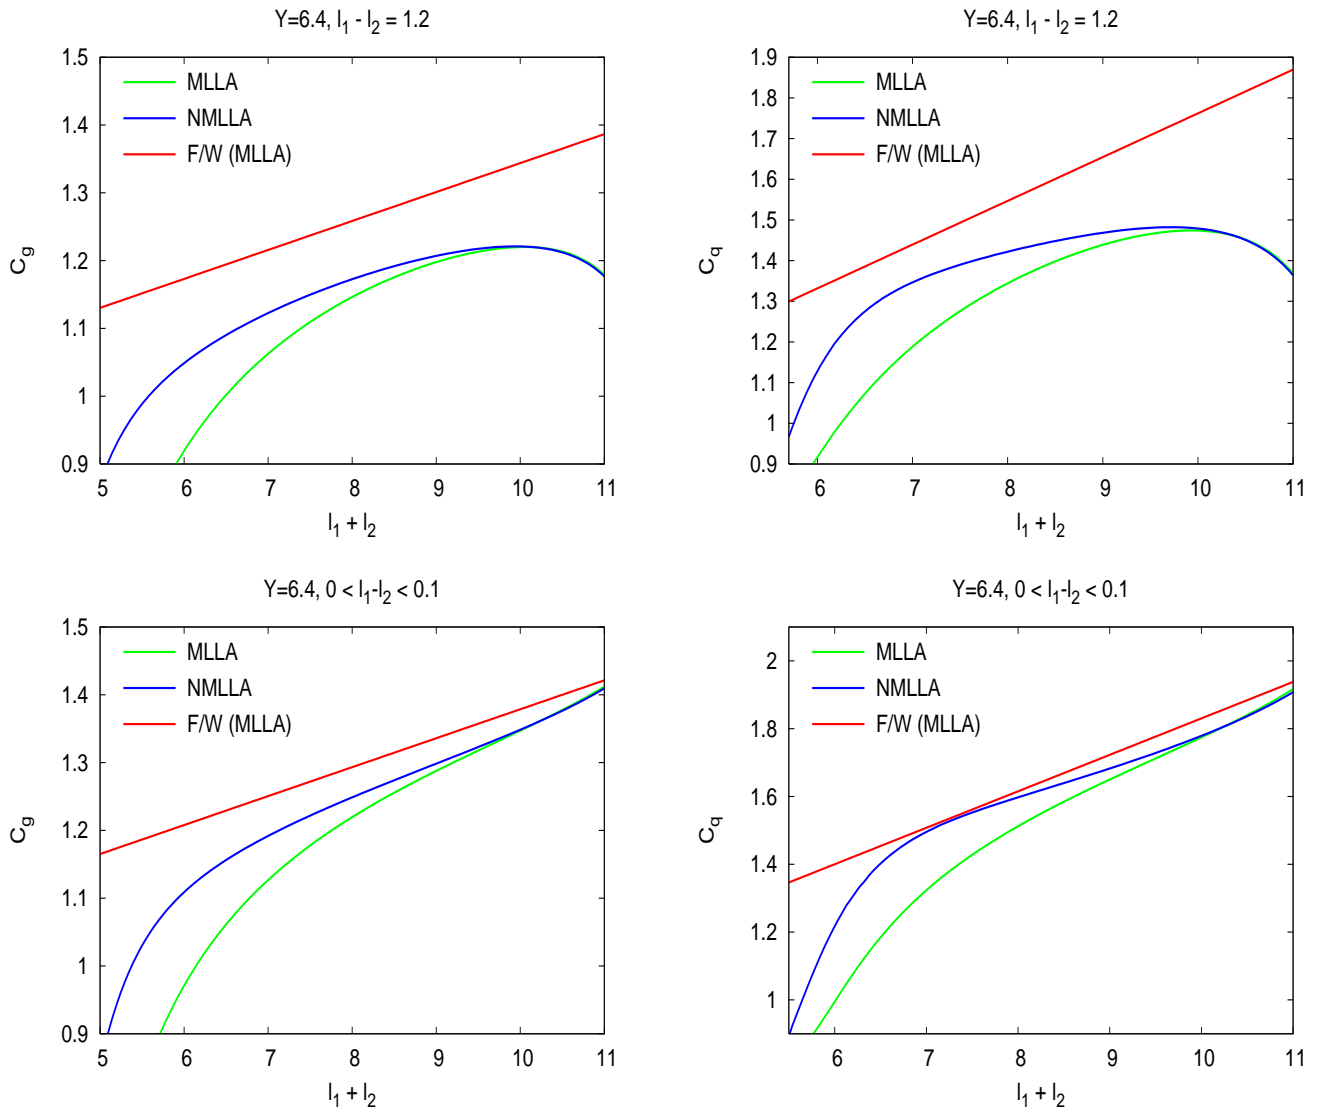 Y=6.4, l1 - l2 = 1.2
1.5
1.4
1.3
1.2
1.1
1
0.9
Cg
MLLA
NMLLA
F/W (MLLA)
5 6 7 8 9 10 11
l1 + l2
Y=6.4, l1 - l2 = 1.2
1.9
1.8
1.7
1.6
1.5
1.4
1.3
1.2
1.1
1
0.9
Cq
MLLA
NMLLA
F/W (MLLA)
6 7 8 9 10 11
l1 + l2
Y=6.4, 0 < l1-l2 < 0.1
1.5
1.4
1.3
1.2
1.1
1
0.9
Cg
MLLA
NMLLA
F/W (MLLA)
5 6 7 8 9 10 11
l1 + l2
Y=6.4, 0 < l1-l2 < 0.1
2
1.8
1.6
1.4
1.2
1
Cq
MLLA
NMLLA
F/W (MLLA)
6 7 8 9 10 11
l1 + l2